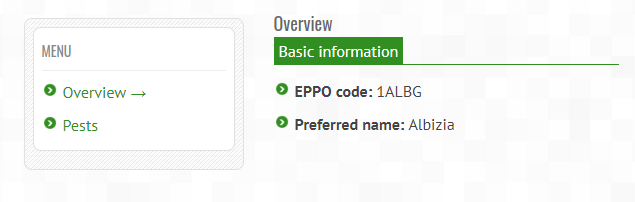 MENU
Overview →
Pests
Overview
Basic information
EPPO code: 1ALBG
Preferred name: Albizia